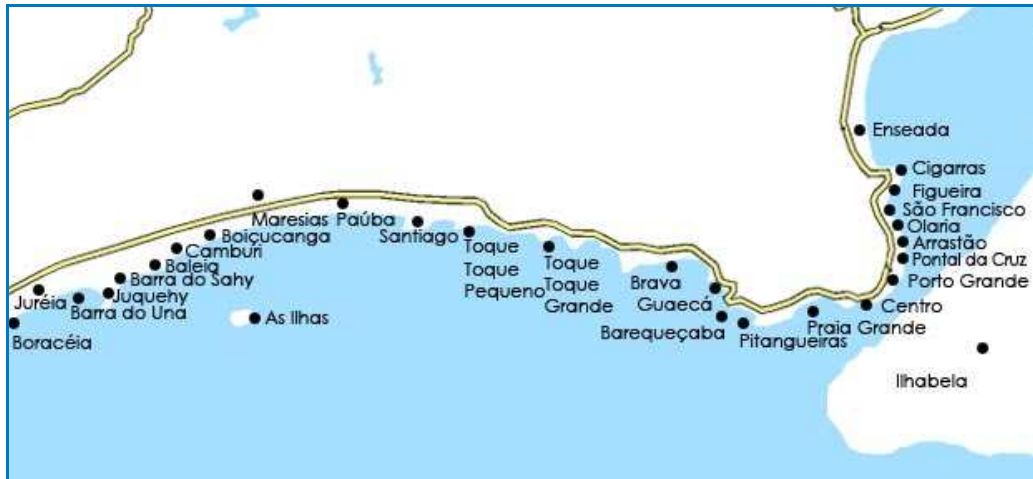 Enseada
Cigarras
Figueira
São Francisco
Olaria
Arrastão
Pontal da Cruz
Porto Grande
Centro
Praia Grande
Pitangueiras
Barequeçaba
Guaecá
Brava
Toque
Toque
Grande
Toque
Toque
Pequeno
Santiago
Paúba
Maresias
Boiçucanga
Camburi
Baleia
Barra do Sahy
Juquehy
Barra do Una
Juréia
Boracéia
As Ilhas
Ilhabela